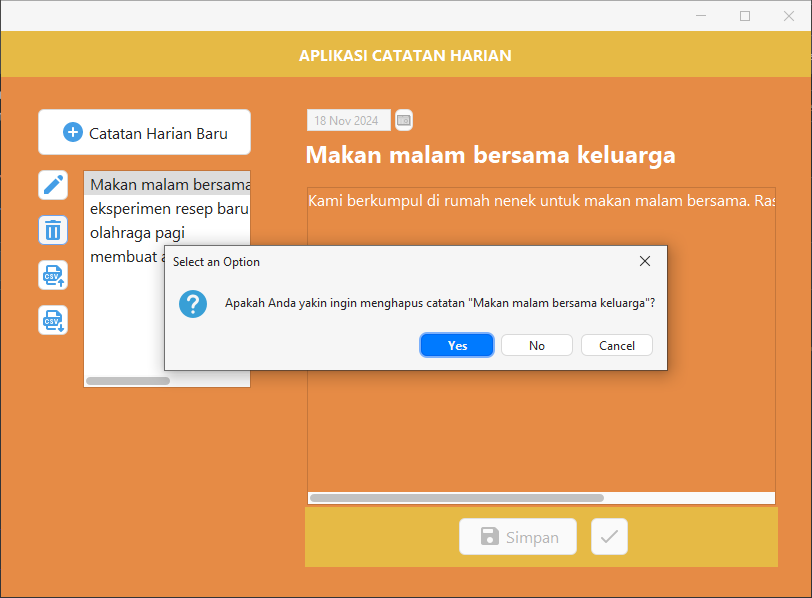 APLIKASI CATATAN HARIAN
Catatan Harian Baru
CSV
CSV
Makan malam bersama
eksperimen resep baru
olahraga pagi
membuat a
18 Nov 2024
Makan malam bersama keluarga
Kami berkumpul di rumah nenek untuk makan malam bersama. Ras
Select an Option
Apakah Anda yakin ingin menghapus catatan "Makan malam bersama keluarga"?
Yes
No
Cancel
Simpan